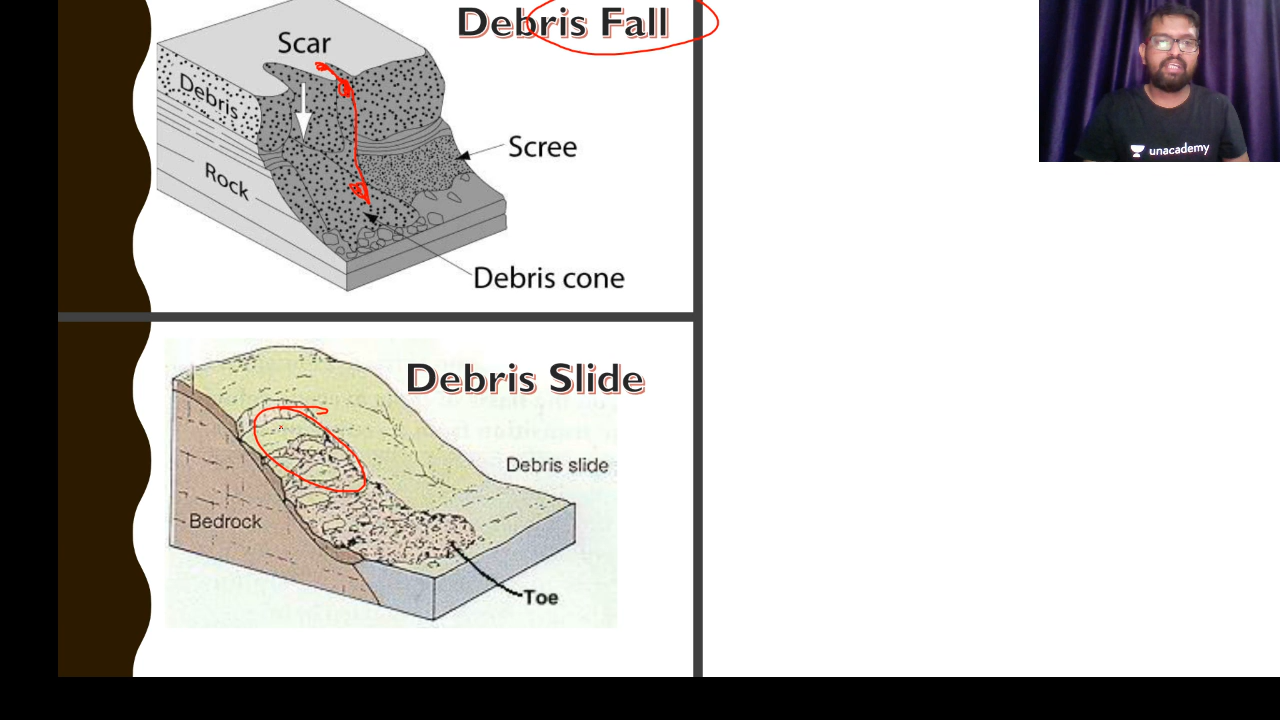 Debris Fall
Scar
Debris
Scree
Rock
Debris cone
unacademy
Debris Slide
Debris slide
Bedrock
Toe